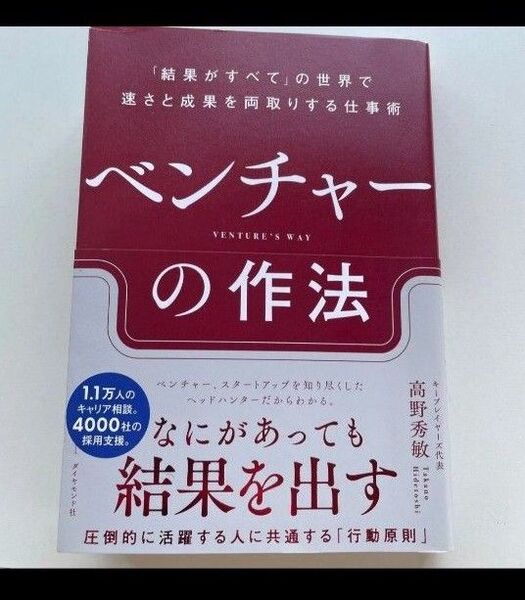 「結果がすべて」の世界で
速さと成果を両取りする仕事術
ベンチャー
VENTURE'S WAY
の作法
ベンチャー、スタートアップを知り尽くした
ヘッドハンターだからわかる。
1.1万人の
キャリア相談。
4000社の
採用支援。
キープレイヤーズ代表
高野秀敏
Takano
Hidetoshi
なにがあっても
結果を出す
圧倒的に活躍する人に共通する「行動原則」
ダイヤモンド社